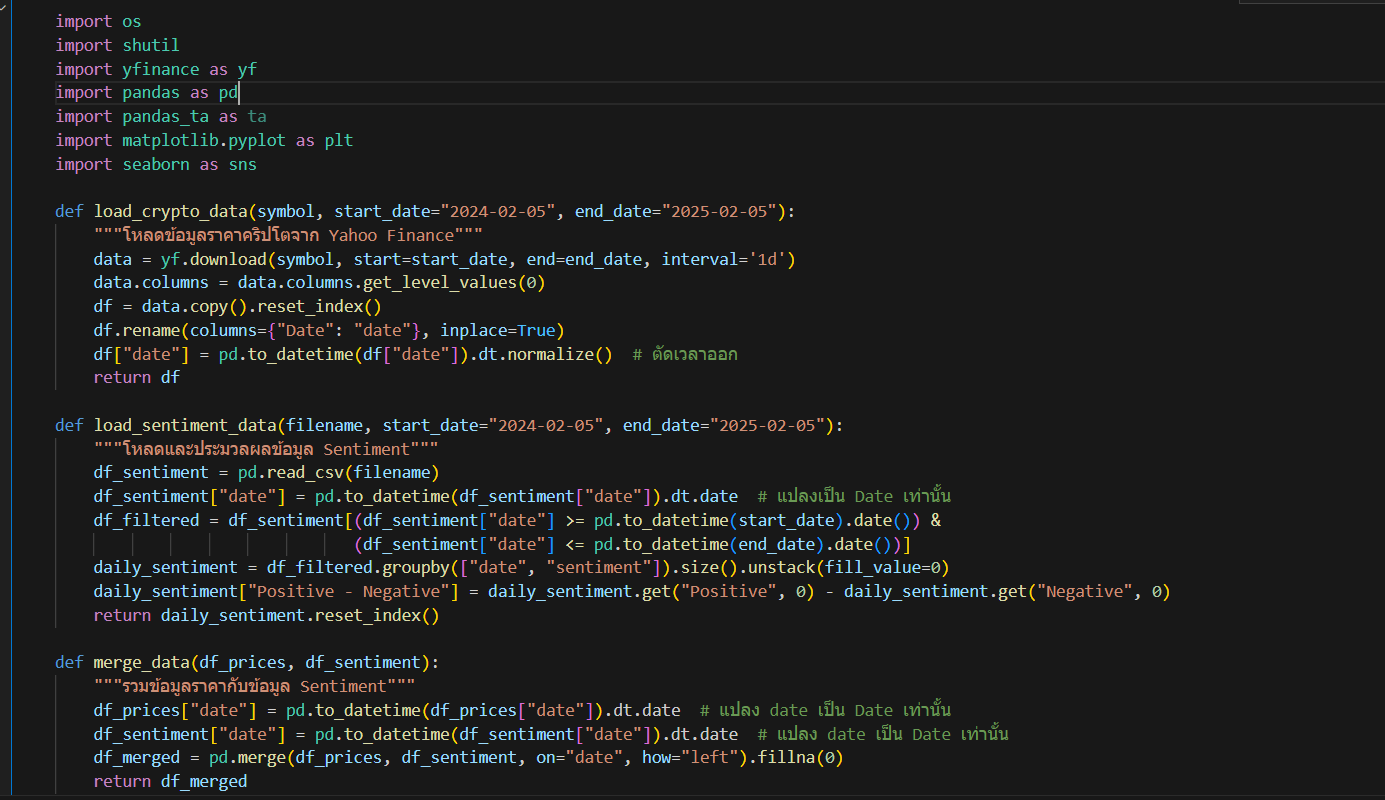 import os
import shutil
import yfinance as yf
import pandas as pd
import pandas_ta as ta
import matplotlib.pyplot as plt
import seaborn as sns

def load_crypto_data(symbol, start_date="2024-02-05", end_date="2025-02-05"):
    """โหลดข้อมูลราคาคริปโตจาก Yahoo Finance"""
    data = yf.download(symbol, start=start_date, end=end_date, interval='1d')
    data.columns = data.columns.get_level_values(0)
    df = data.copy().reset_index()
    df.rename(columns={"Date": "date"}, inplace=True)
    df["date"] = pd.to_datetime(df["date"]).dt.normalize()  # ตัดเวลาออก
    return df

def load_sentiment_data(filename, start_date="2024-02-05", end_date="2025-02-05"):
    """โหลดและประมวลผลข้อมูล Sentiment"""
    df_sentiment = pd.read_csv(filename)
    df_sentiment["date"] = pd.to_datetime(df_sentiment["date"]).dt.date  # แปลงเป็น Date เท่านั้น
    df_filtered = df_sentiment[(df_sentiment["date"] >= pd.to_datetime(start_date).date()) &
                               (df_sentiment["date"] <= pd.to_datetime(end_date).date())]
    daily_sentiment = df_filtered.groupby(["date", "sentiment"]).size().unstack(fill_value=0)
    daily_sentiment["Positive - Negative"] = daily_sentiment.get("Positive", 0) - daily_sentiment.get("Negative", 0)
    return daily_sentiment.reset_index()

def merge_data(df_prices, df_sentiment):
    """รวมข้อมูลราคากับข้อมูล Sentiment"""
    df_prices["date"] = pd.to_datetime(df_prices["date"]).dt.date  # แปลง date เป็น Date เท่านั้น
    df_sentiment["date"] = pd.to_datetime(df_sentiment["date"]).dt.date  # แปลง date เป็น Date เท่านั้น
    df_merged = pd.merge(df_prices, df_sentiment, on="date", how="left").fillna(0)
    return df_merged